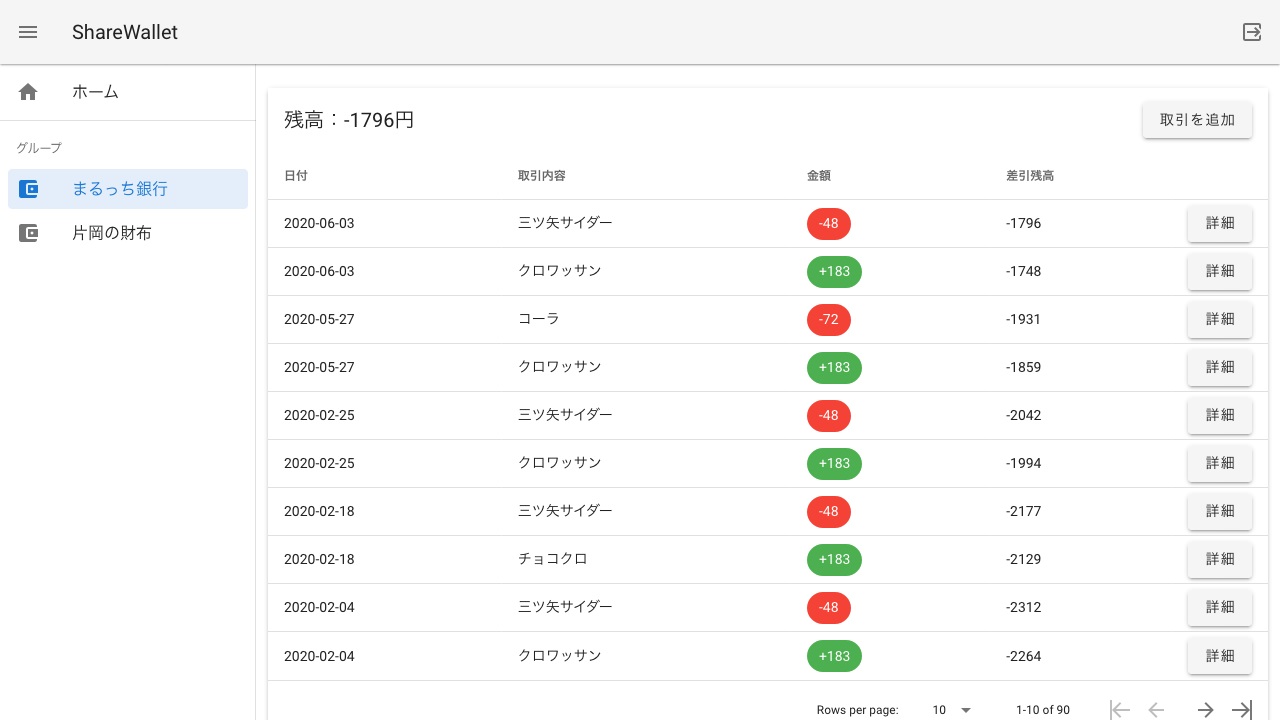 ShareWallet
ホーム
グループ
まるっち銀行
片岡の財布
残高：-1796円
取引を追加
日付 取引内容 金額 差引残高
2020-06-03 三ツ矢サイダー -48 -1796 詳細
2020-06-03 クロワッサン +183 -1748 詳細
2020-05-27 コーラ -72 -1931 詳細
2020-05-27 クロワッサン +183 -1859 詳細
2020-02-25 三ツ矢サイダー -48 -2042 詳細
2020-02-25 クロワッサン +183 -1994 詳細
2020-02-18 三ツ矢サイダー -48 -2177 詳細
2020-02-18 チョコクロ +183 -2129 詳細
2020-02-04 三ツ矢サイダー -48 -2312 詳細
2020-02-04 クロワッサン +183 -2264 詳細
Rows per page: 10 1-10 of 90